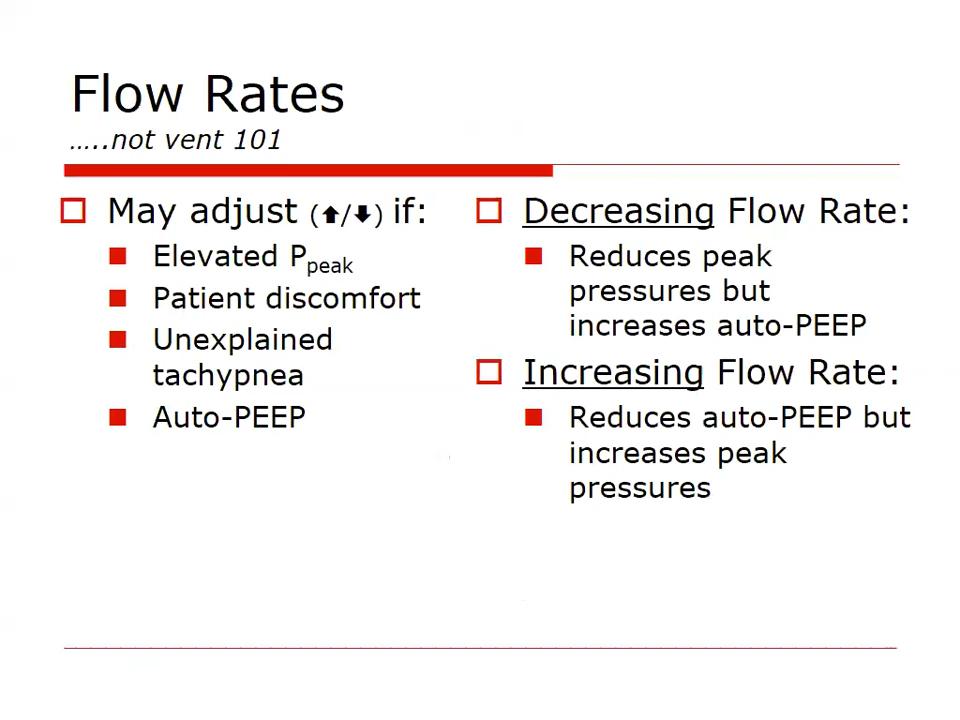 Flow Rates
…..not vent 101
May adjust (⬆/⬇) if:
Elevated Ppeak
Patient discomfort
Unexplained
tachypnea
Auto-PEEP
Decreasing Flow Rate:
Reduces peak
pressures but
increases auto-PEEP
Increasing Flow Rate:
Reduces auto-PEEP but
increases peak
pressures